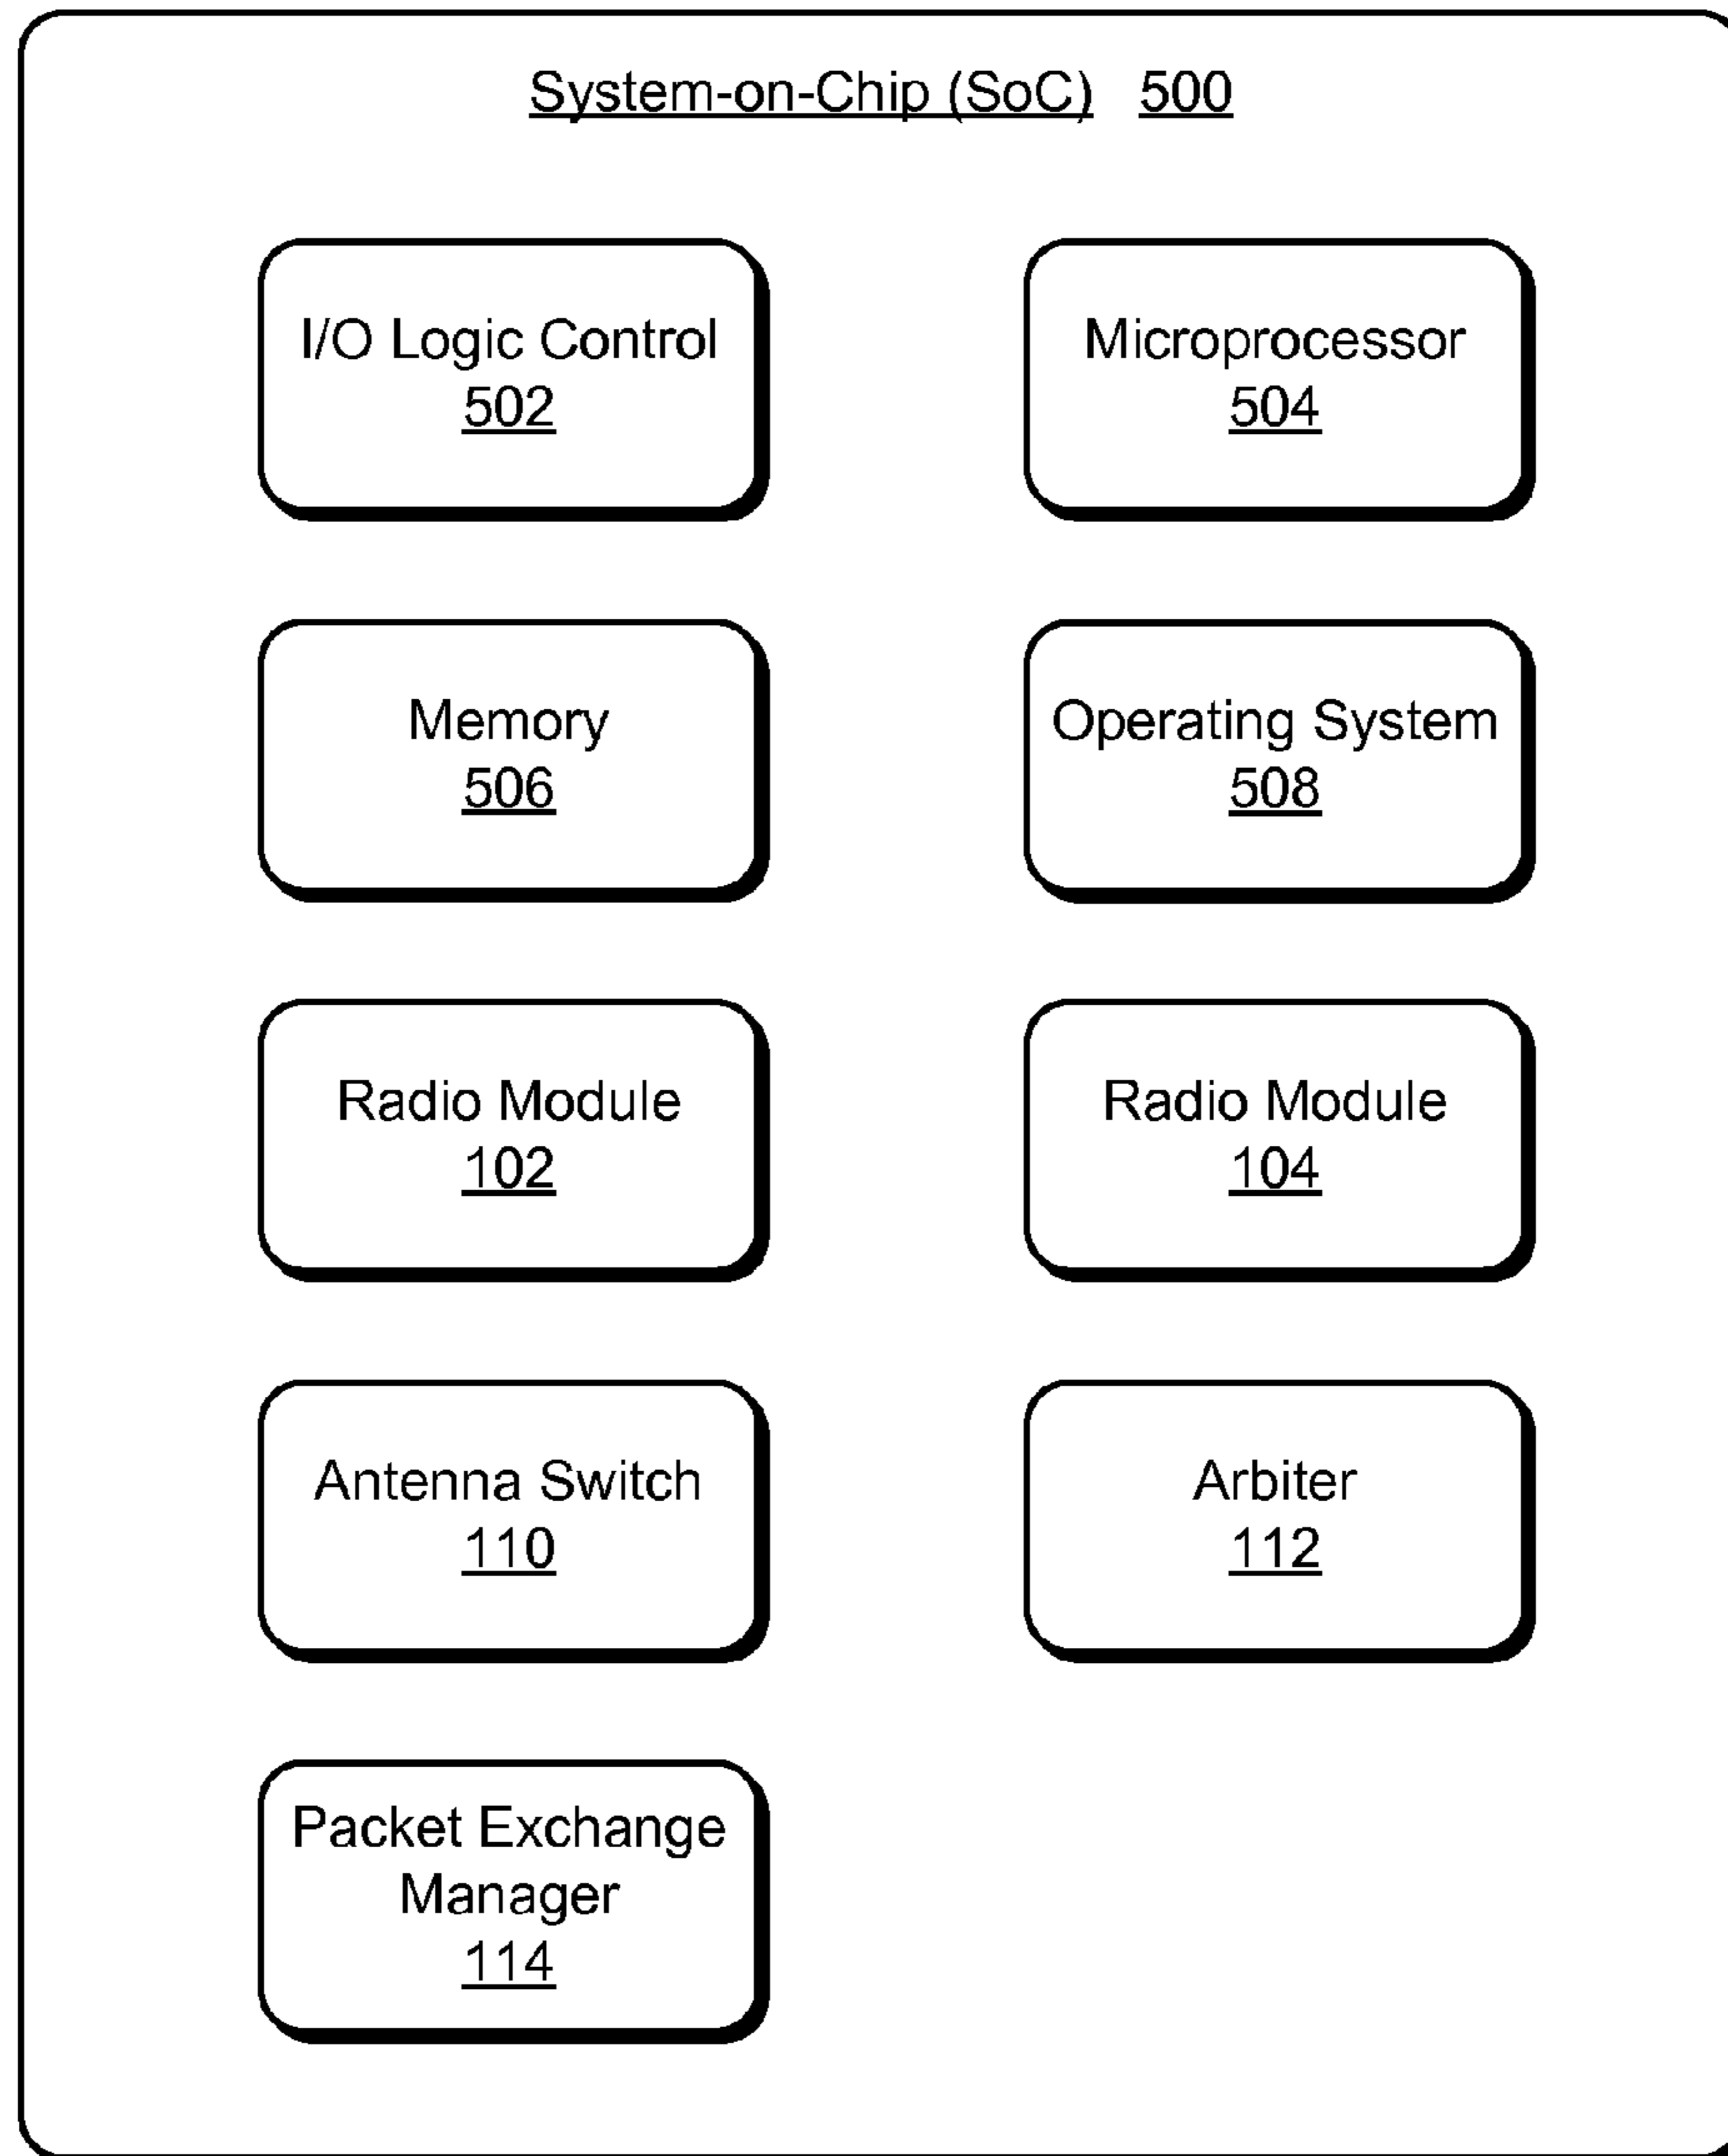 System-on-Chip (SoC) 500
I/O Logic Control
502
Microprocessor
504
Memory
506
Operating System
508
Radio Module
102
Radio Module
104
Antenna Switch
110
Arbiter
112
Packet Exchange
Manager
114